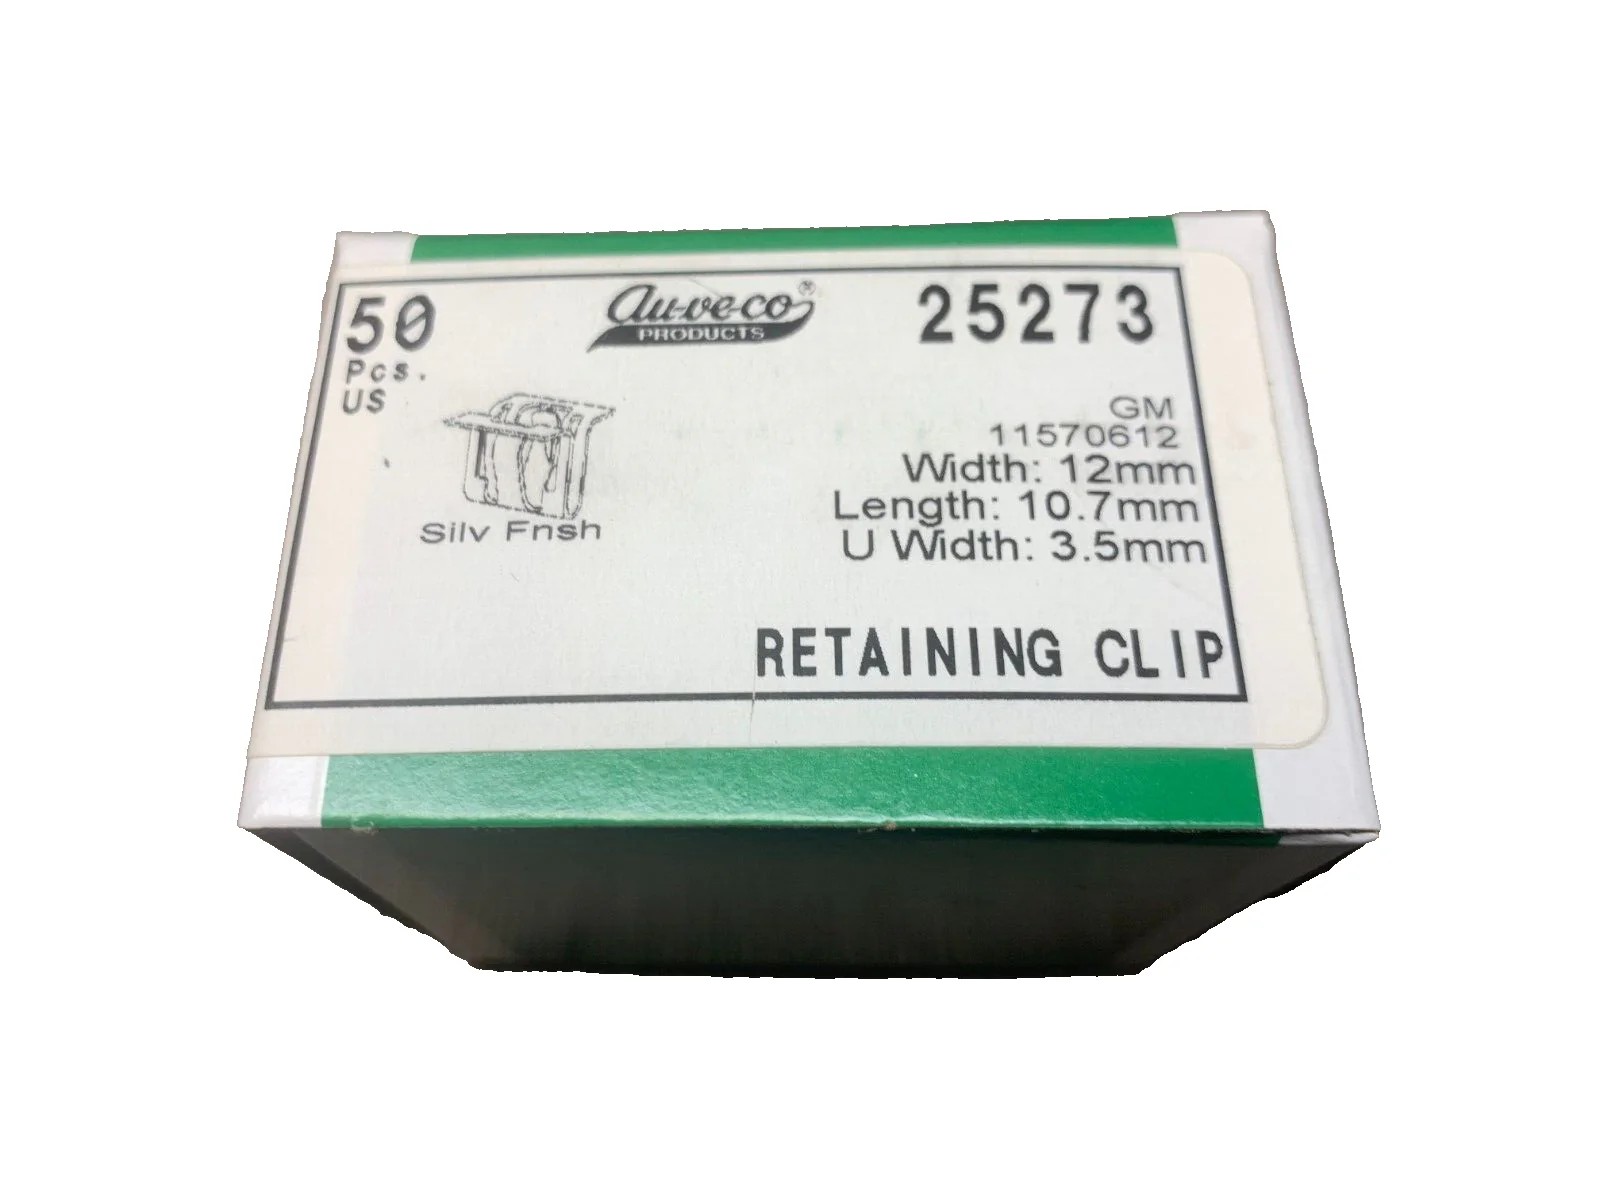 50
Pcs.
US
au-ve-co®
PRODUCTS
25273
GM
11570612
Width: 12mm
Length: 10.7mm
U Width: 3.5mm
Silv Fnsh
RETAINING CLIP